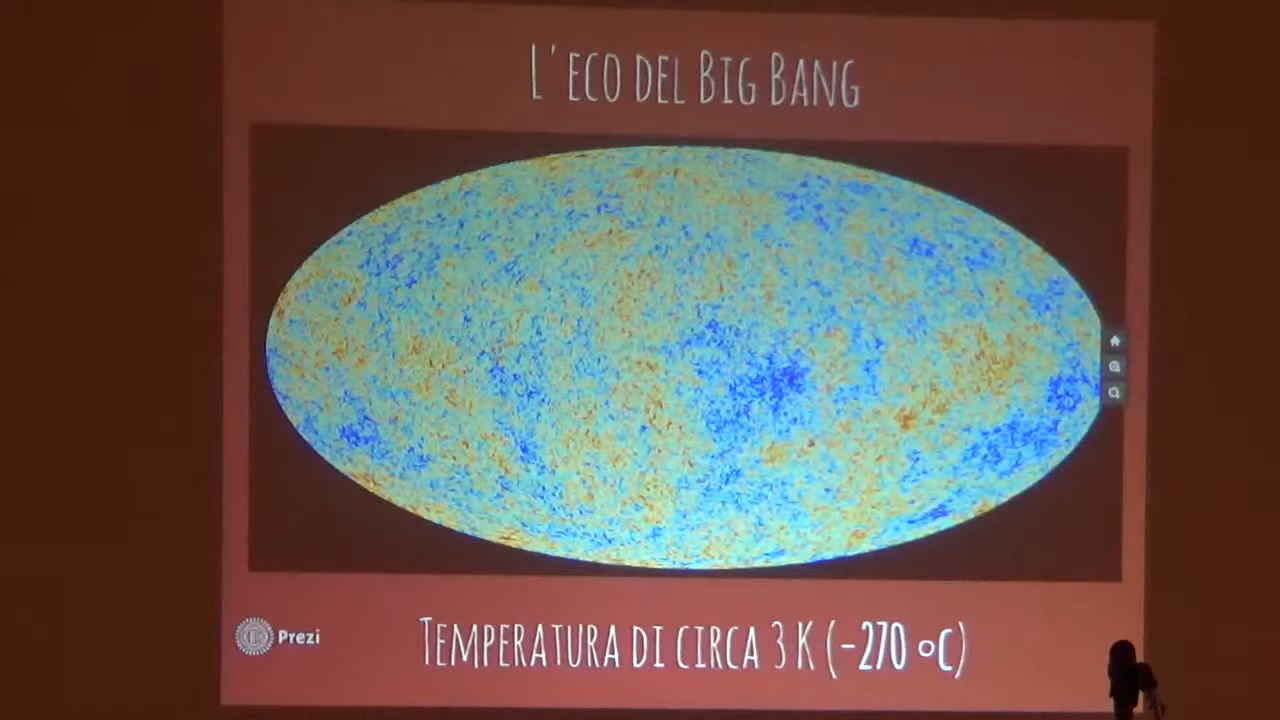 L'eco del Big Bang
Prezi
Temperatura di circa 3 K (-270 °C)